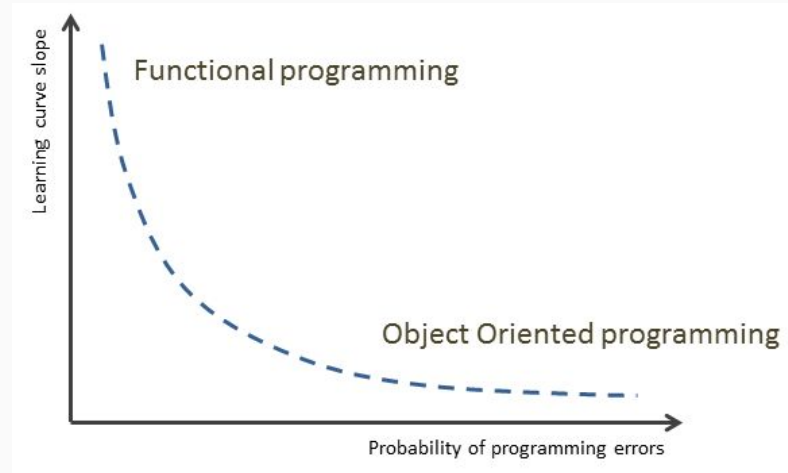 Learning curve slope
Functional programming
Object Oriented programming
Probability of programming errors